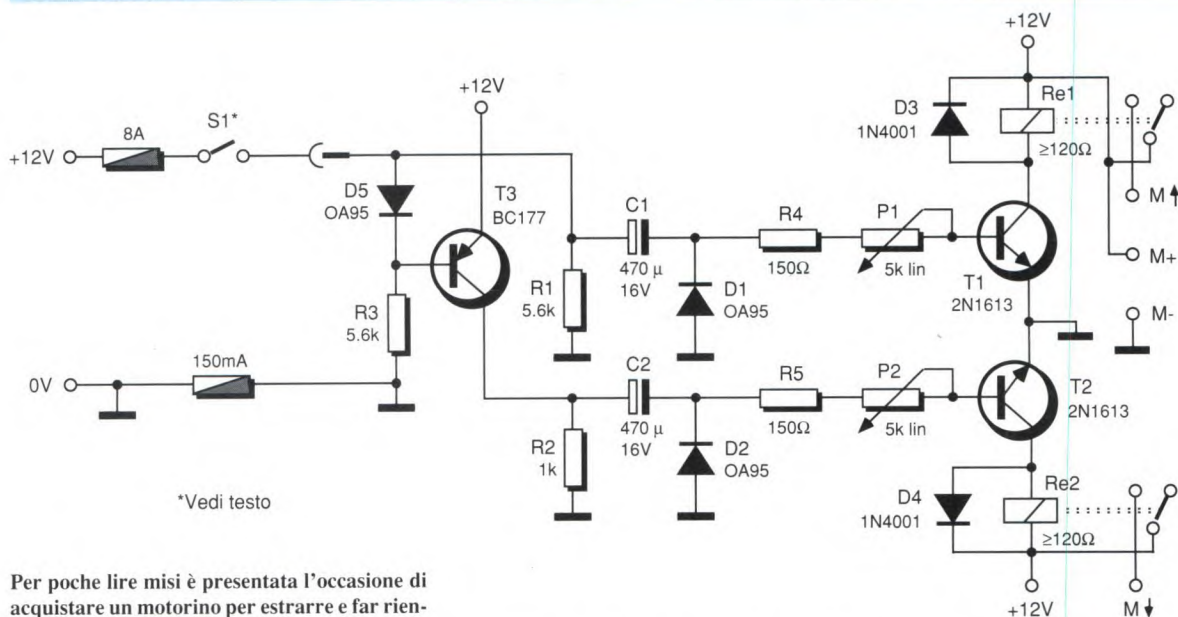 +12V
8A
S1*
+12V
D5
OA95
T3
BC177
R3
5.6k
150mA
0V
R1
5.6k
R2
1k
C1
470 µ
16V
D1
OA95
C2
470 µ
16V
D2
OA95
R4
150Ω
P1
5k lin
R5
150Ω
P2
5k lin
+12V
D3
1N4001
Re1
≥120Ω
T1
2N1613
M
M+
M-
T2
2N1613
D4
1N4001
Re2
≥120Ω
+12V
M
*Vedi testo
Per poche lire misi è presentata l'occasione di
acquistare un motorino per estrarre e far rien-